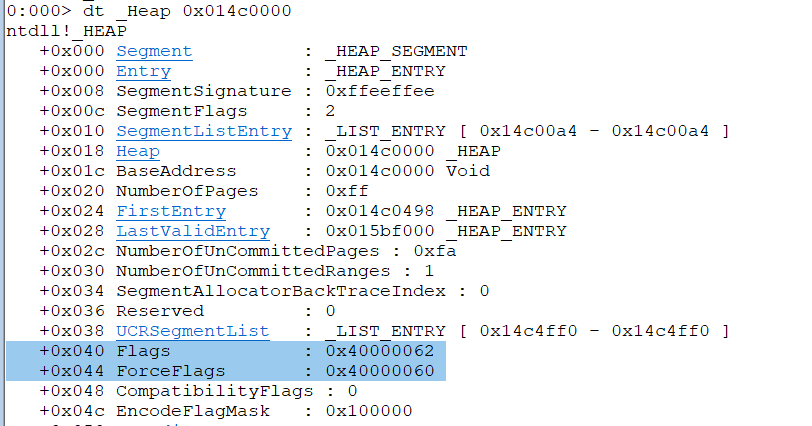 0:000> dt _Heap 0x014c0000
ntdll!_HEAP
+0x000 Segment : _HEAP_SEGMENT
+0x000 Entry : _HEAP_ENTRY
+0x008 SegmentSignature : 0xffeeffee
+0x00c SegmentFlags : 2
+0x010 SegmentListEntry : _LIST_ENTRY [ 0x14c00a4 - 0x14c00a4 ]
+0x018 Heap : 0x014c0000 _HEAP
+0x01c BaseAddress : 0x014c0000 Void
+0x020 NumberOfPages : 0xff
+0x024 FirstEntry : 0x014c0498 _HEAP_ENTRY
+0x028 LastValidEntry : 0x015bf000 _HEAP_ENTRY
+0x02c NumberOfUnCommittedPages : 0xfa
+0x030 NumberOfUnCommittedRanges : 1
+0x034 SegmentAllocatorBackTraceIndex : 0
+0x036 Reserved : 0
+0x038 UCRSegmentList : _LIST_ENTRY [ 0x14c4ff0 - 0x14c4ff0 ]
+0x040 Flags : 0x40000062
+0x044 ForceFlags : 0x40000060
+0x048 CompatibilityFlags : 0
+0x04c EncodeFlagMask : 0x100000